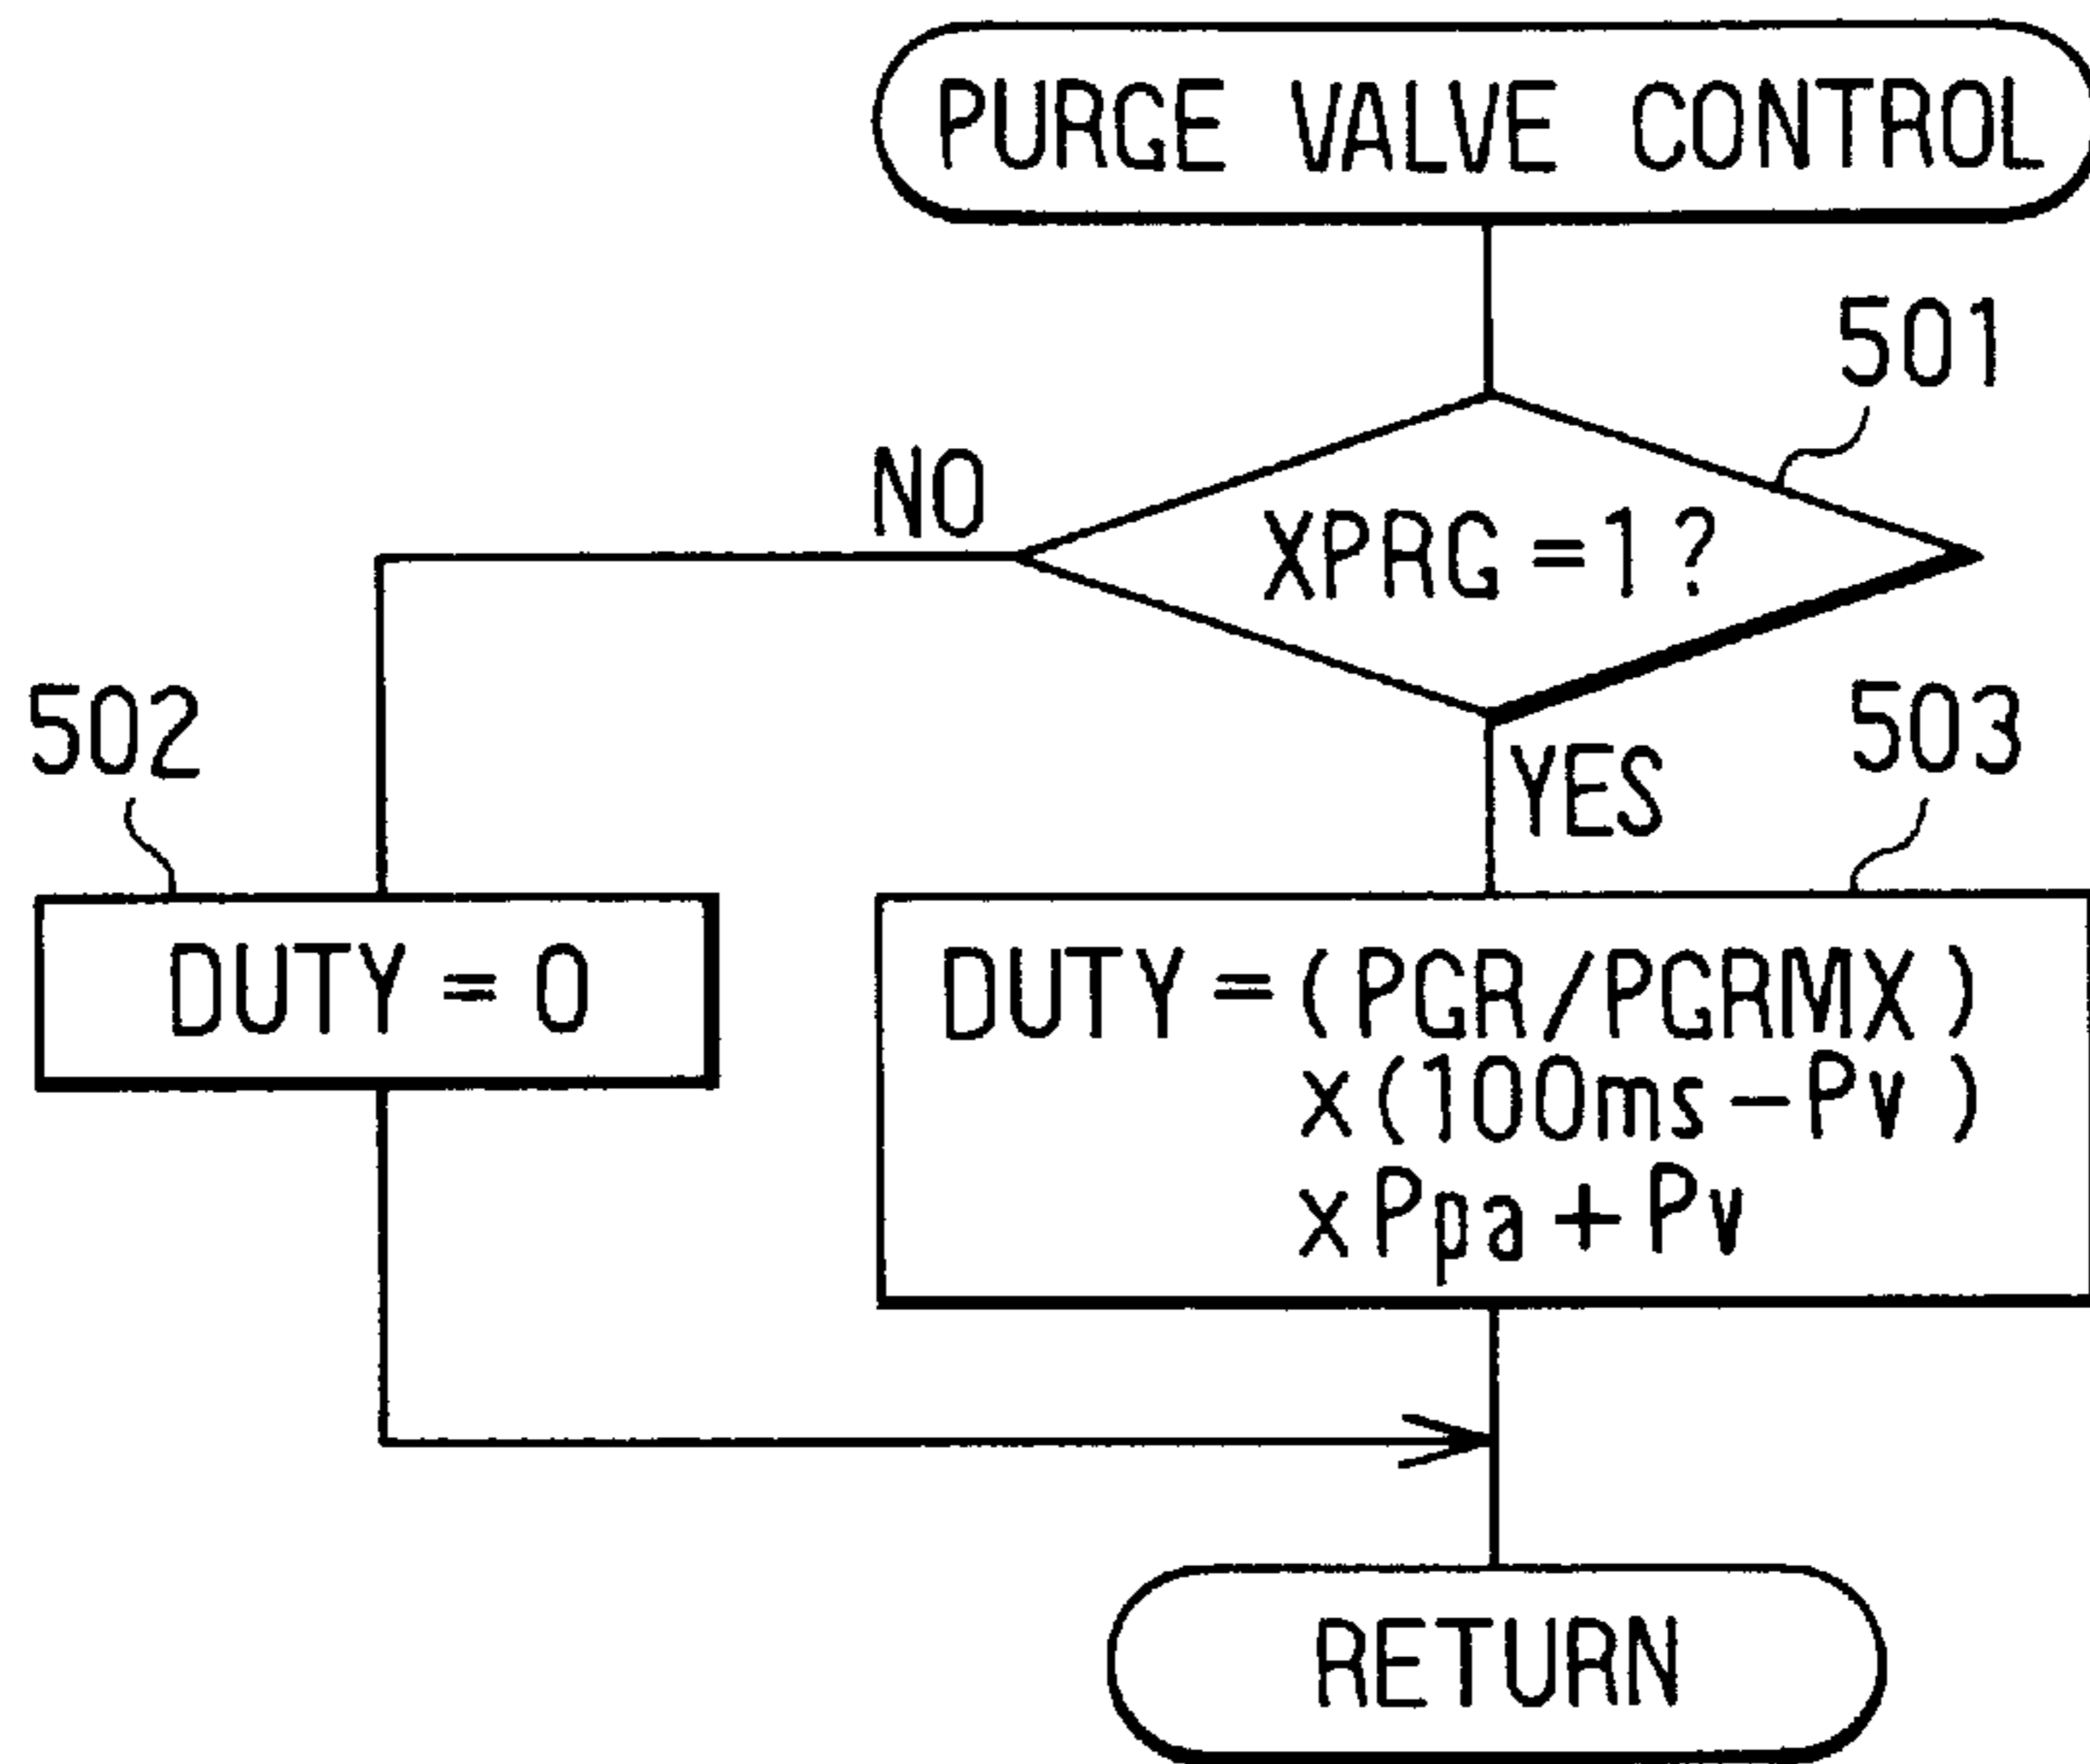 PURGE VALVE CONTROL
501
XPRG=1?
NO
YES
502
DUTY=0
503
DUTY=(PGR/PGRMX)
x(100ms-Pv)
xPpa+Pv
RETURN